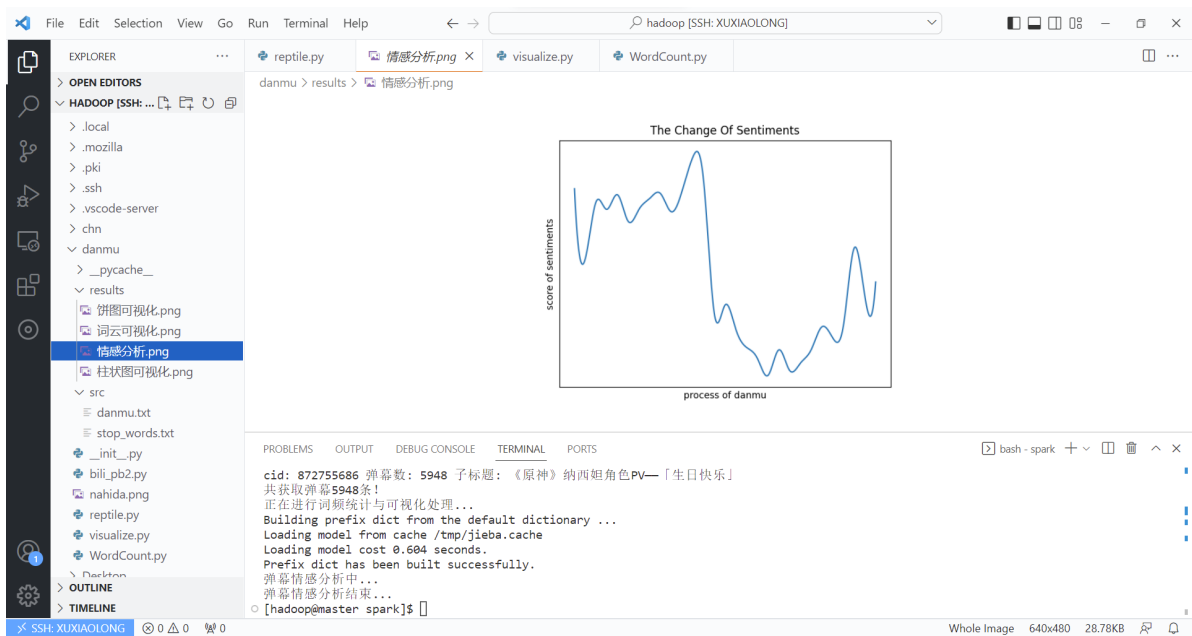 File Edit Selection View Go Run Terminal Help
hadoop [SSH: XUXIAOLONG]
EXPLORER
OPEN EDITORS
HADOOP [SSH: ...
.local
.mozilla
.pki
.ssh
.vscode-server
chn
danmu
__pycache__
results
饼图可视化.png
词云可视化.png
情感分析.png
柱状图可视化.png
src
danmu.txt
stop_words.txt
__init__.py
bili_pb2.py
nahida.png
reptile.py
visualize.py
WordCount.py
Desktop
OUTLINE
TIMELINE
1
reptile.py 情感分析.png visualize.py WordCount.py
danmu > results > 情感分析.png
The Change Of Sentiments
score of sentiments
process of danmu
PROBLEMS OUTPUT DEBUG CONSOLE TERMINAL PORTS
bash - spark
cid: 872755686 弹幕数: 5948 子标题: 《原神》纳西妲角色PV——「生日快乐」
共获取弹幕5948条!
正在进行词频统计与可视化处理...
Building prefix dict from the default dictionary ...
Loading model from cache /tmp/jieba.cache
Loading model cost 0.604 seconds.
Prefix dict has been built successfully.
弹幕情感分析中...
弹幕情感分析结束...
[hadoop@master spark]$
SSH: XUXIAOLONG 0 0 0 Whole Image 640x480 28.78KB